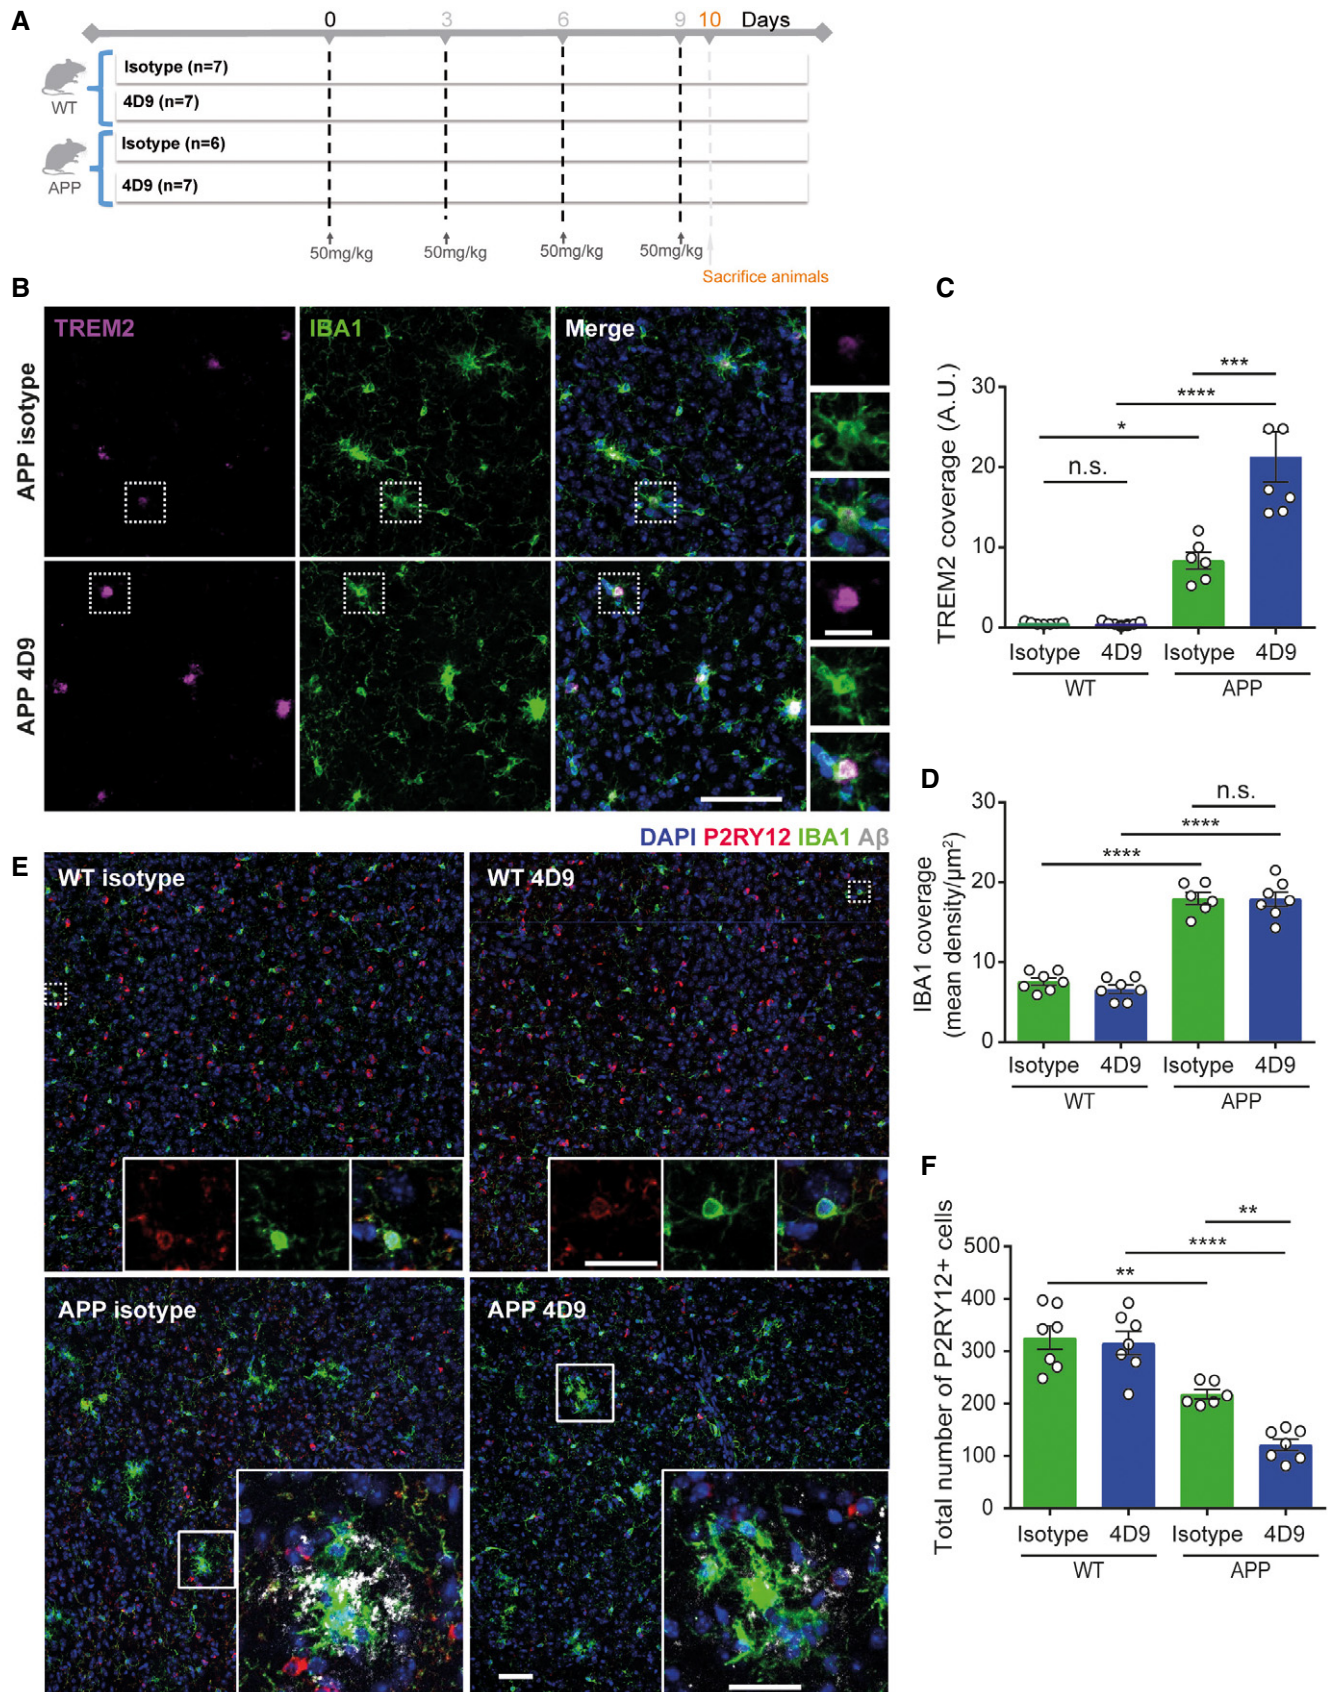 A
0 3 6 9 10 Days
Isotype (n=7)
WT
4D9 (n=7)
Isotype (n=6)
APP
4D9 (n=7)
50mg/kg 50mg/kg 50mg/kg 50mg/kg
Sacrifice animals
B
TREM2 IBA1 Merge
APP isotype
APP 4D9
C
TREM2 coverage (A.U.)
30
20
10
0
***
****
*
n.s.
Isotype 4D9 Isotype 4D9
WT APP
D
IBA1 coverage
(mean density/µm²)
30
20
10
0
n.s.
****
****
Isotype 4D9 Isotype 4D9
WT APP
DAPI P2RY12 IBA1 Aβ
E
WT isotype WT 4D9
APP isotype APP 4D9
F
Total number of P2RY12+ cells
500
400
300
200
100
0
**
****
**
Isotype 4D9 Isotype 4D9
WT APP